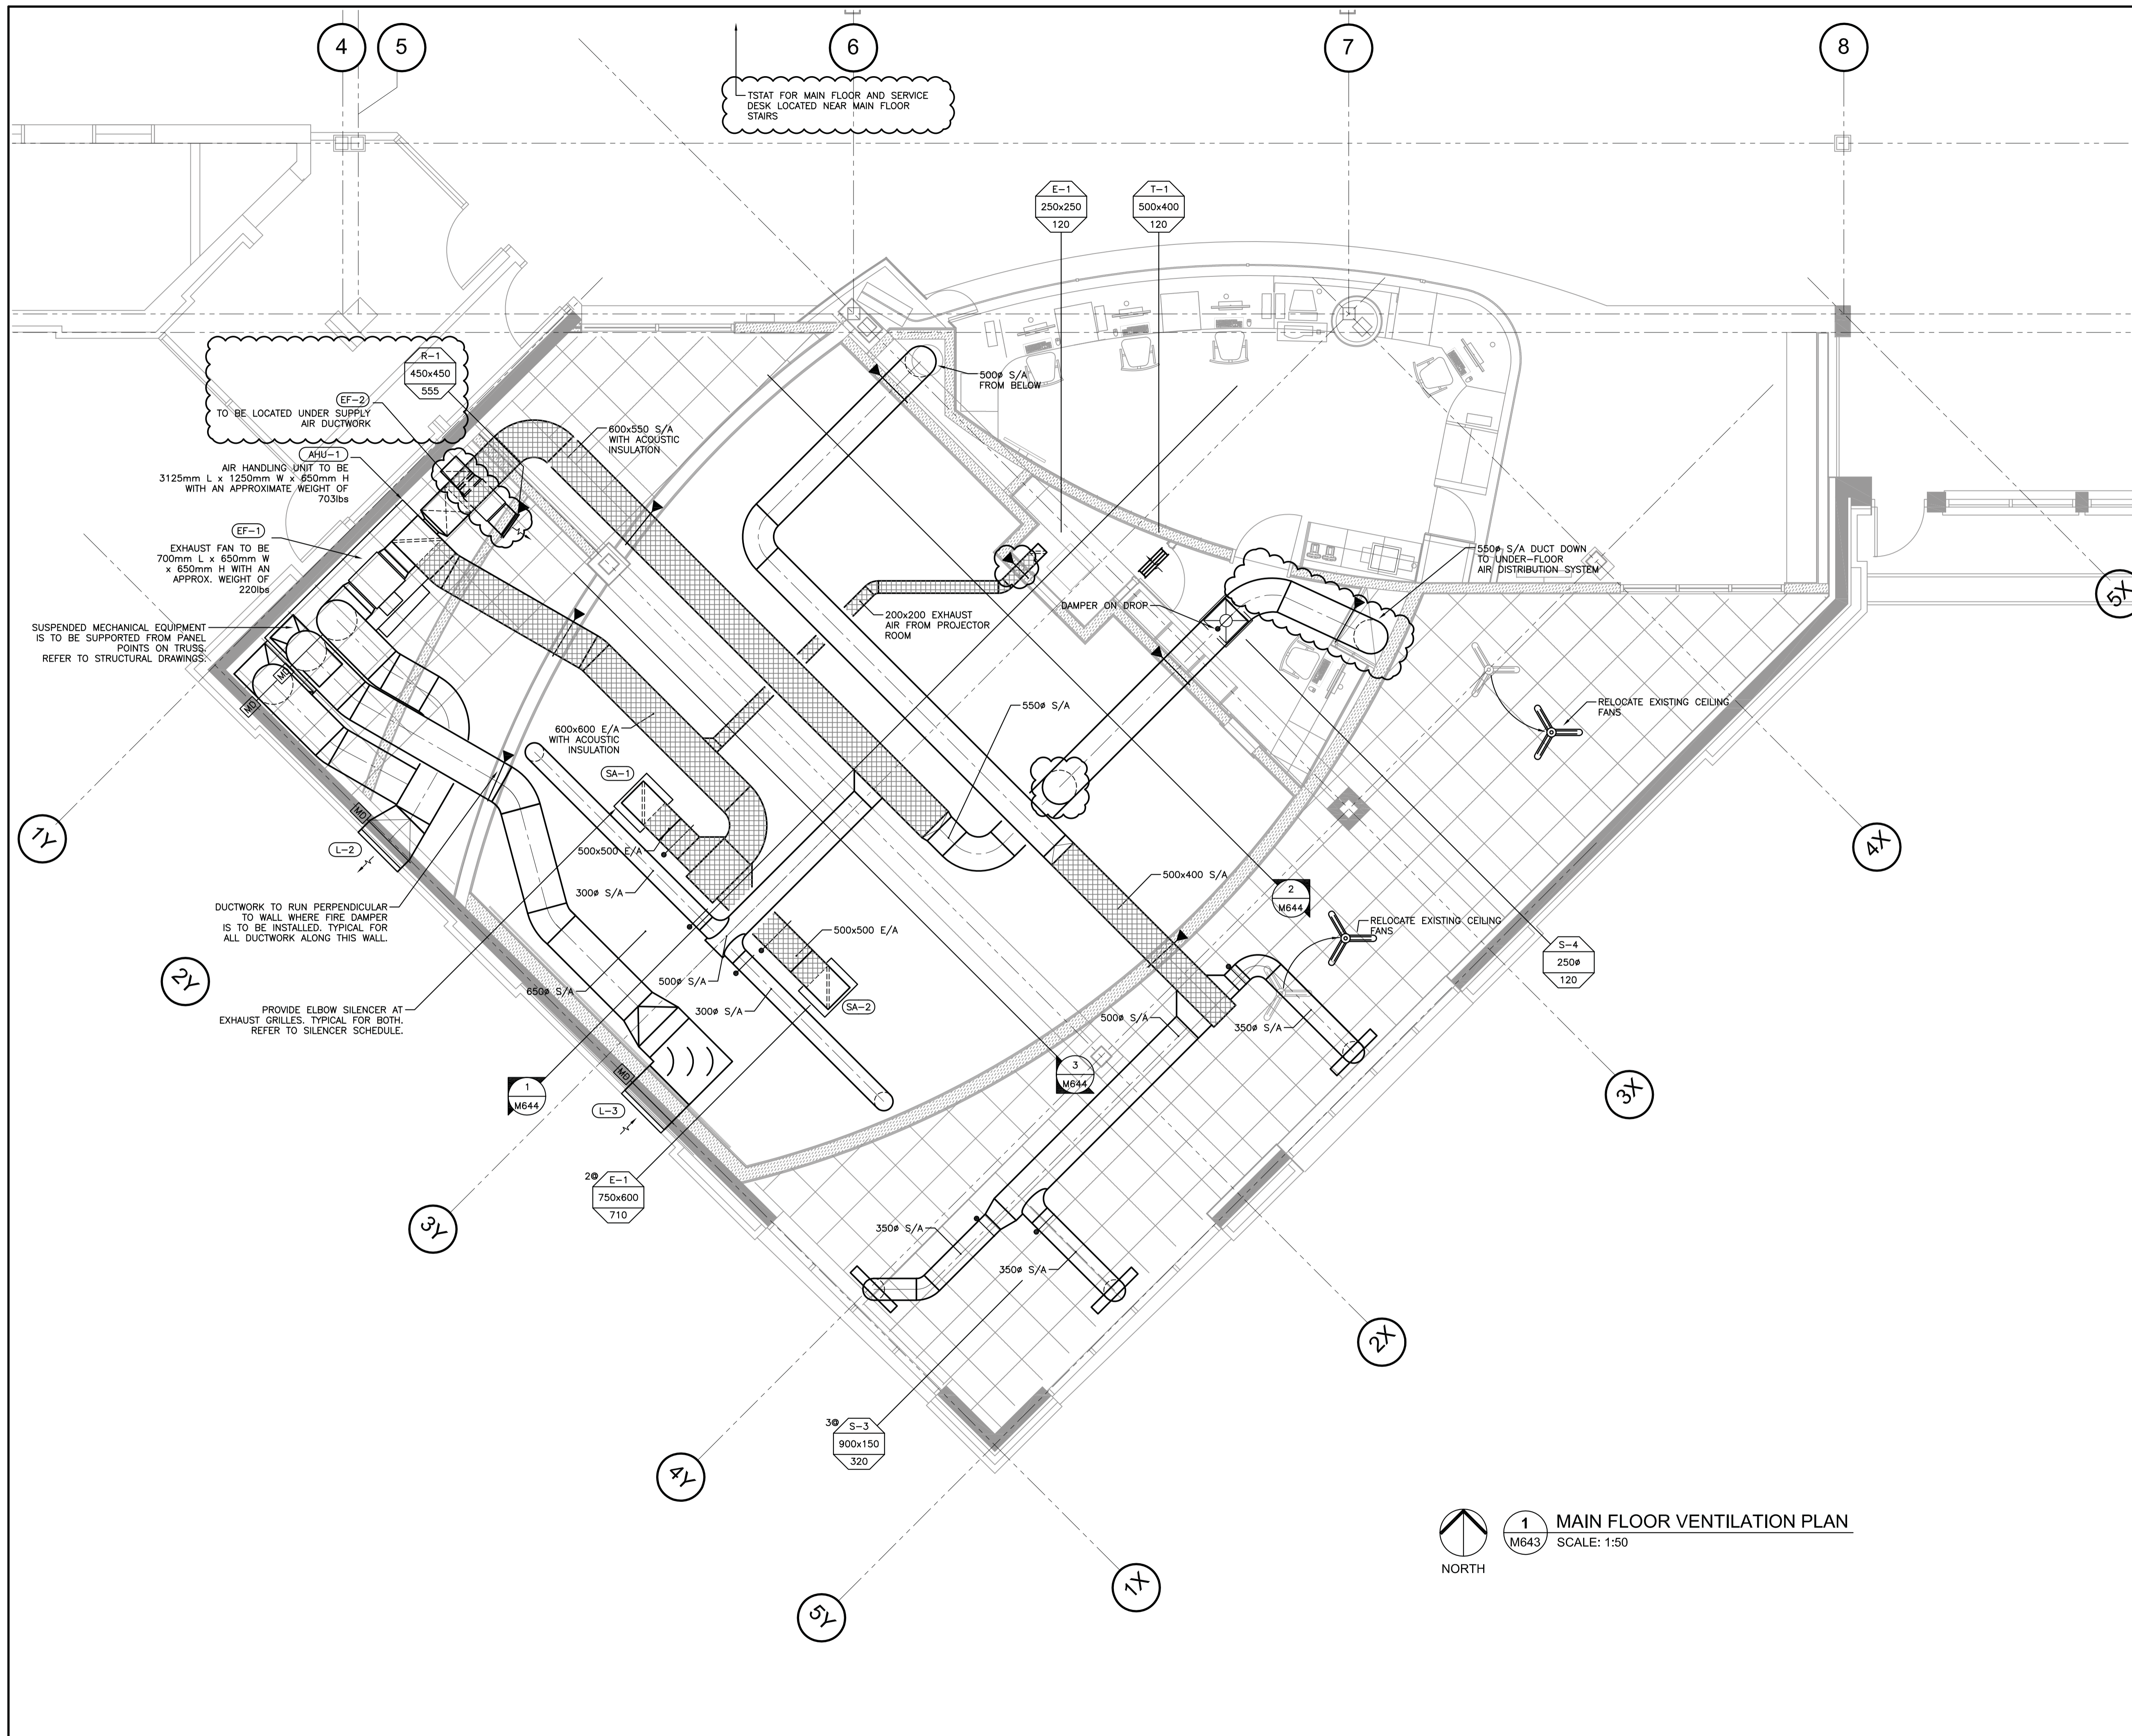 4
5
6
7
8
TSTAT FOR MAIN FLOOR AND SERVICE
DESK LOCATED NEAR MAIN FLOOR
STAIRS
E-1
250x250
120
T-1
500x400
120
R-1
450x450
555
EF-2
TO BE LOCATED UNDER SUPPLY
AIR DUCTWORK
500ø S/A
FROM BELOW
600x550 S/A
WITH ACOUSTIC
INSULATION
AHU-1
AIR HANDLING UNIT TO BE
3125mm L x 1250mm W x 650mm H
WITH AN APPROXIMATE WEIGHT OF
703lbs
EF-1
EXHAUST FAN TO BE
700mm L x 650mm W
x 650mm H WITH AN
APPROX. WEIGHT OF
220lbs
550ø S/A DUCT DOWN
TO UNDER-FLOOR
AIR DISTRIBUTION SYSTEM
5X
DAMPER ON DROP
200x200 EXHAUST
AIR FROM PROJECTOR
ROOM
SUSPENDED MECHANICAL EQUIPMENT
IS TO BE SUPPORTED FROM PANEL
POINTS ON TRUSS.
REFER TO STRUCTURAL DRAWINGS.
MD
MD
RELOCATE EXISTING CEILING
FANS
550ø S/A
600x600 E/A
WITH ACOUSTIC
INSULATION
SA-1
MD
1Y
L-2
4X
500x500 E/A
300ø S/A
500x400 S/A
2
M644
DUCTWORK TO RUN PERPENDICULAR
TO WALL WHERE FIRE DAMPER
IS TO BE INSTALLED. TYPICAL FOR
ALL DUCTWORK ALONG THIS WALL.
500x500 E/A
RELOCATE EXISTING CEILING
FANS
S-4
250ø
120
2Y
500ø S/A
650ø S/A
300ø S/A
SA-2
PROVIDE ELBOW SILENCER AT
EXHAUST GRILLES. TYPICAL FOR BOTH.
REFER TO SILENCER SCHEDULE.
500ø S/A
350ø S/A
MD
3
M644
1
M644
L-3
3X
2@
E-1
750x600
710
3Y
350ø S/A
350ø S/A
2X
3@
S-3
900x150
320
4Y
1X
5Y
NORTH
1
M643
MAIN FLOOR VENTILATION PLAN
SCALE: 1:50